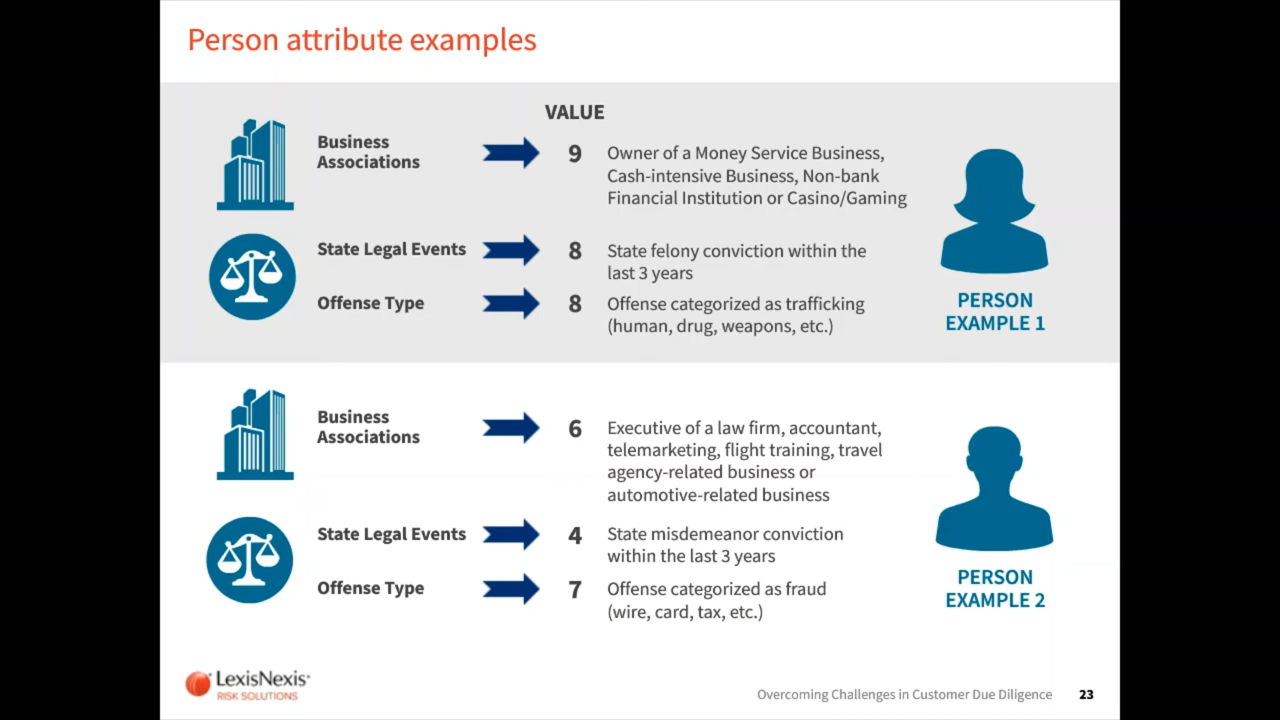 Person attribute examples
VALUE
Business
Associations
9
Owner of a Money Service Business,
Cash-intensive Business, Non-bank
Financial Institution or Casino/Gaming
State Legal Events
8
State felony conviction within the
last 3 years
Offense Type
8
Offense categorized as trafficking
(human, drug, weapons, etc.)
PERSON
EXAMPLE 1
Business
Associations
6
Executive of a law firm, accountant,
telemarketing, flight training, travel
agency-related business or
automotive-related business
State Legal Events
4
State misdemeanor conviction
within the last 3 years
Offense Type
7
Offense categorized as fraud
(wire, card, tax, etc.)
PERSON
EXAMPLE 2
LexisNexis
RISK SOLUTIONS
Overcoming Challenges in Customer Due Diligence 23